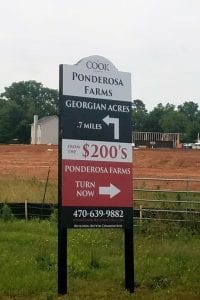 COOK
PONDEROSA
FARMS
GEORGIAN ACRES
.7 MILES
FROM THE $200'S
PONDEROSA FARMS
TURN
NOW
470-639-9882